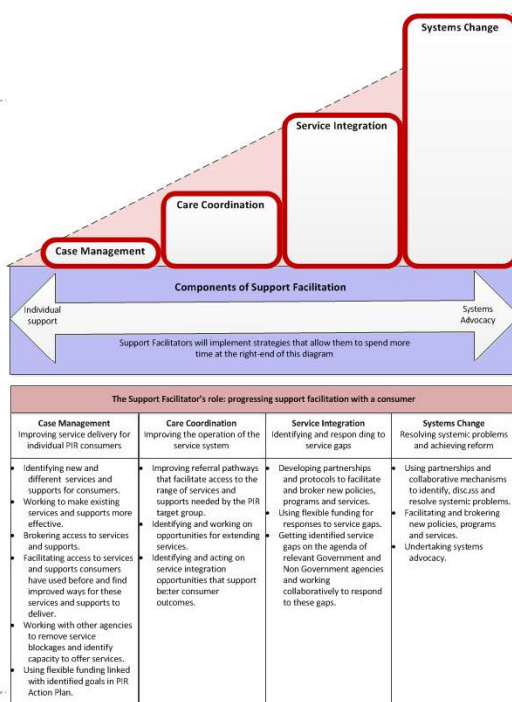 Systems Change
Service Integration
Care Coordination
Case Management
Components of Support Facilitation
Individual
support
Systems
Advocacy
Support Facilitators will implement strategies that allow them to spend more
time at the right-end of this diagram
The Support Facilitator's role: progressing support facilitation with a consumer
Case Management
Improving service delivery for
individual PIR consumers
• Identifying new and
different services and
supports for consumers.
• Working to make existing
services and supports more
effective.
• Brokering access to services
and supports.
• Facilitating access to services
and supports consumers
have used before and find
improved ways for these
services and supports to
deliver.
• Working with other agencies
to remove service
blockages and identify
capacity to offer services.
• Using flexible funding linked
with identified goals in PIR
Action Plan.
Care Coordination
Improving the operation of the
service system
• Improving referral pathways
that facilitate access to the
range of services and
supports needed by the PIR
target group.
• Identifying and working on
opportunities for extending
services.
• Identifying and acting on
service integration
opportunities that support
better consumer
outcomes.
Service Integration
Identifying and respon ding to
service gaps
• Developing partnerships
and protocols to facilitate
and broker new policies,
programs and services.
• Using flexible funding for
responses to service gaps.
• Getting identified service
gaps on the agenda of
relevant Government and
Non Government agencies
and working
collaboratively to respond
to these gaps.
Systems Change
Resolving systemic problems
and achieving reform
• Using partnerships and
collaborative mechanisms
to identify, discuss and
resolve systemic problems.
• Facilitating and brokering
new policies, programs
and services.
• Undertaking systems
advocacy.